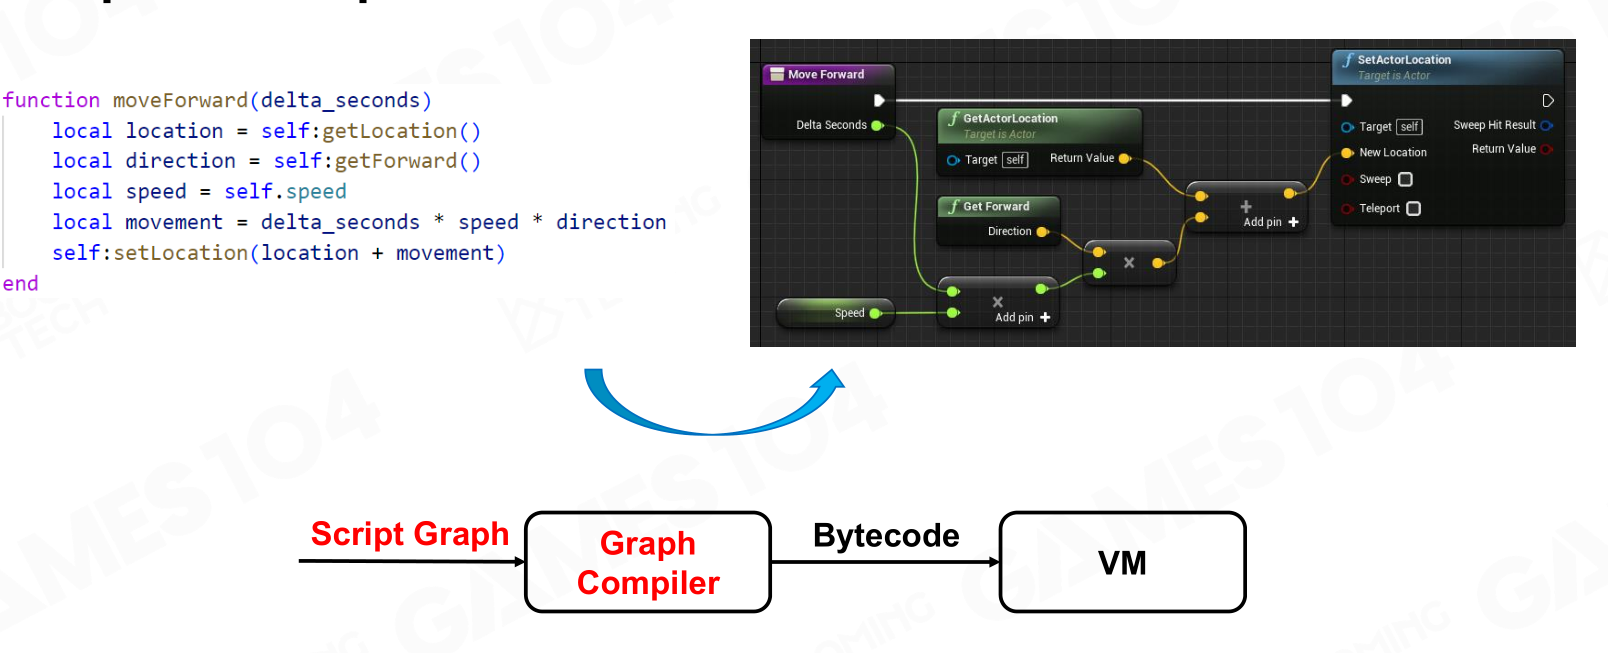 function moveForward(delta_seconds)
local location = self:getLocation()
local direction = self:getForward()
local speed = self.speed
local movement = delta_seconds * speed * direction
self:setLocation(location + movement)
end
Move Forward
Delta Seconds
f GetActorLocation
Target is Actor
Target self Return Value
f Get Forward
Direction
Speed
×
Add pin +
×
+
Add pin +
f SetActorLocation
Target is Actor
Target self Sweep Hit Result
New Location Return Value
Sweep
Teleport
Script Graph
Graph
Compiler
Bytecode
VM
GAMES104
GAMES104
GAMES104